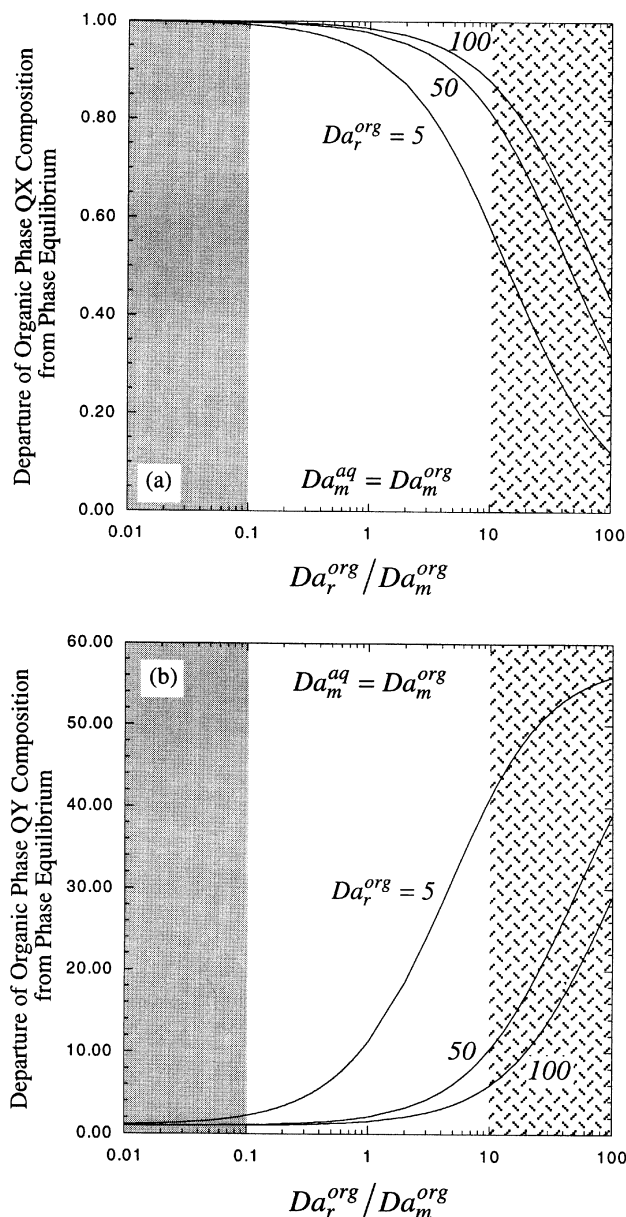 Departure of Organic Phase QX Composition
from Phase Equilibrium
1.00
0.80
0.60
0.40
0.20
0.00
100
50
Da_r^org = 5
(a)
Da_m^aq = Da_m^org
0.01
0.1
1
10
100
Da_r^org / Da_m^org
Departure of Organic Phase QY Composition
from Phase Equilibrium
60.00
50.00
40.00
30.00
20.00
10.00
0.00
(b)
Da_m^aq = Da_m^org
Da_r^org = 5
50
100
0.01
0.1
1
10
100
Da_r^org / Da_m^org